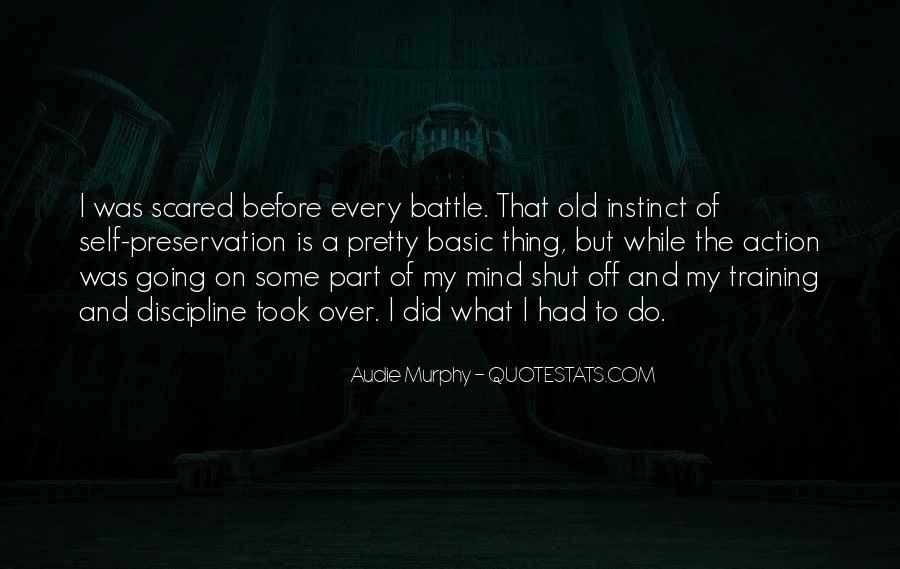 I was scared before every battle. That old instinct of
self-preservation is a pretty basic thing, but while the action
was going on some part of my mind shut off and my training
and discipline took over. I did what I had to do.
Audie Murphy - QUOTESTATS.COM